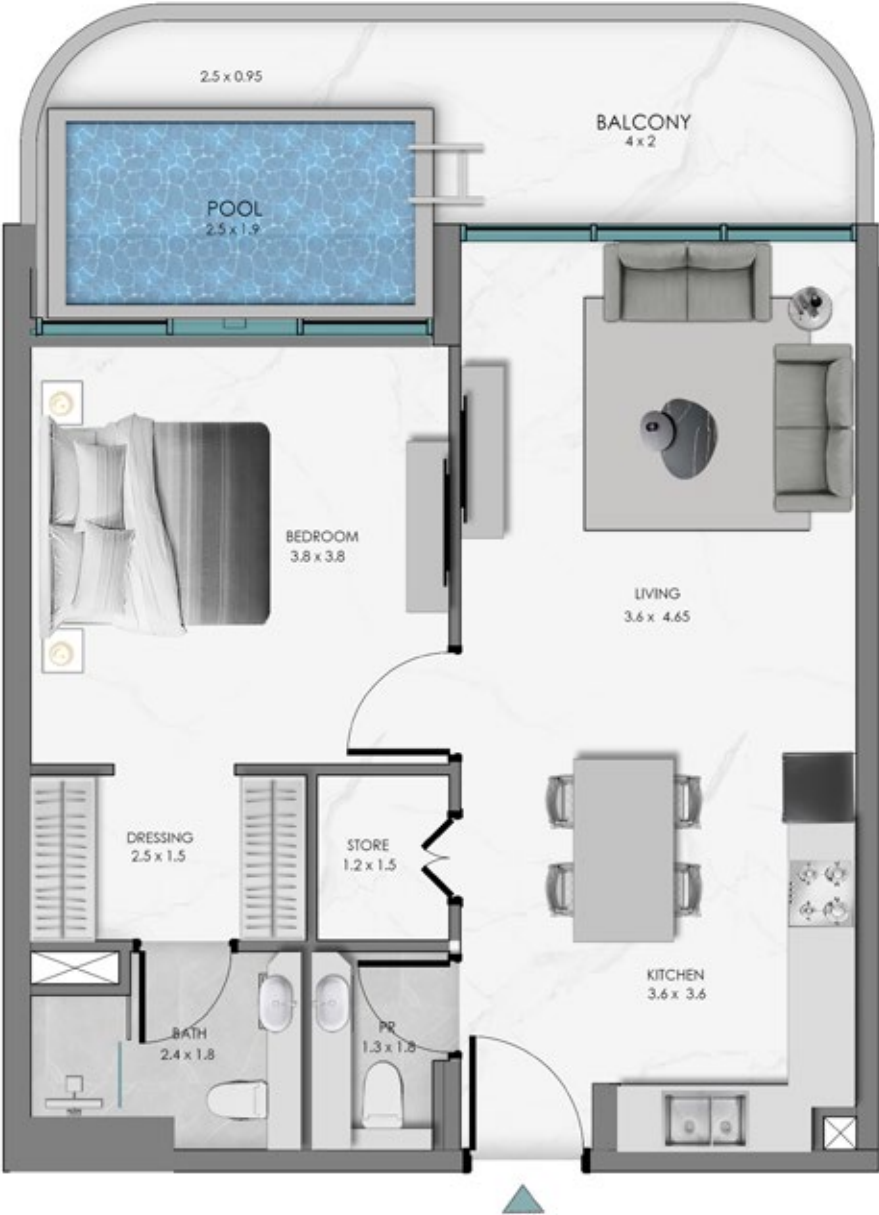 2.5 x 0.95
BALCONY
4 x 2
POOL
2.5 x 1.9
BEDROOM
3.8 x 3.8
LIVING
3.6 x 4.65
DRESSING
2.5 x 1.5
STORE
1.2 x 1.5
KITCHEN
3.6 x 3.6
BATH
2.4 x 1.8
PR
1.3 x 1.8